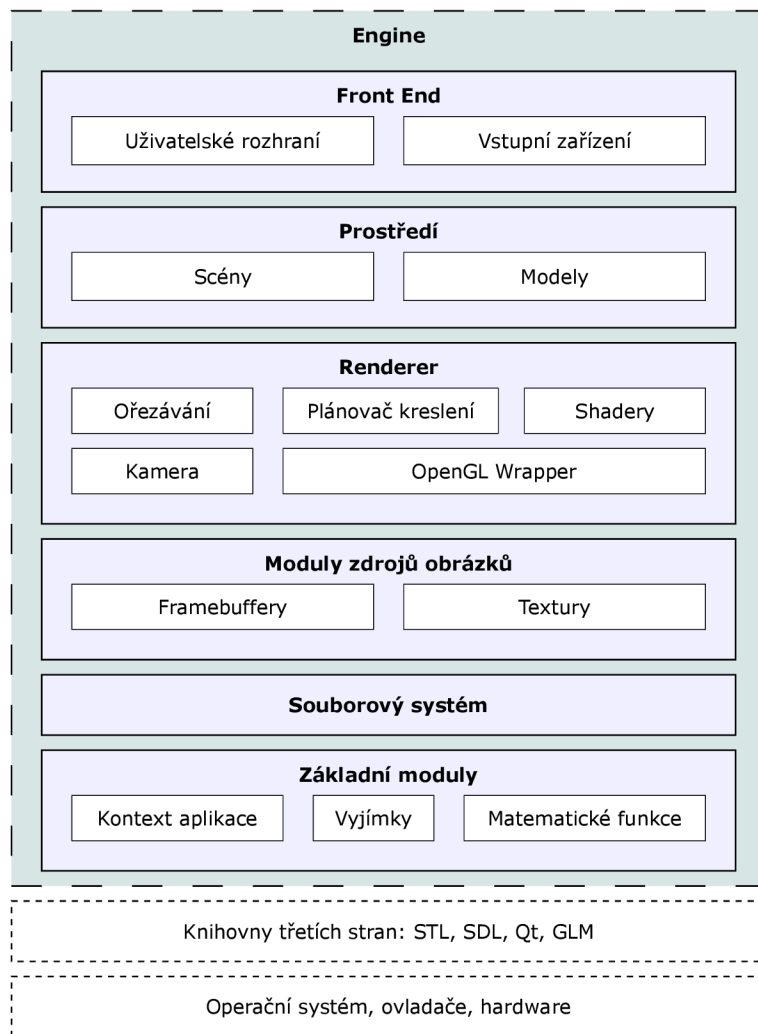 Engine
Front End
Uživatelské rozhraní
Vstupní zařízení
Prostředí
Scény
Modely
Renderer
Ořezávání
Plánovač kreslení
Shadery
Kamera
OpenGL Wrapper
Moduly zdrojů obrázků
Framebuffery
Textury
Souborový systém
Základní moduly
Kontext aplikace
Vyjímky
Matematické funkce
Knihovny třetích stran: STL, SDL, Qt, GLM
Operační systém, ovladače, hardware